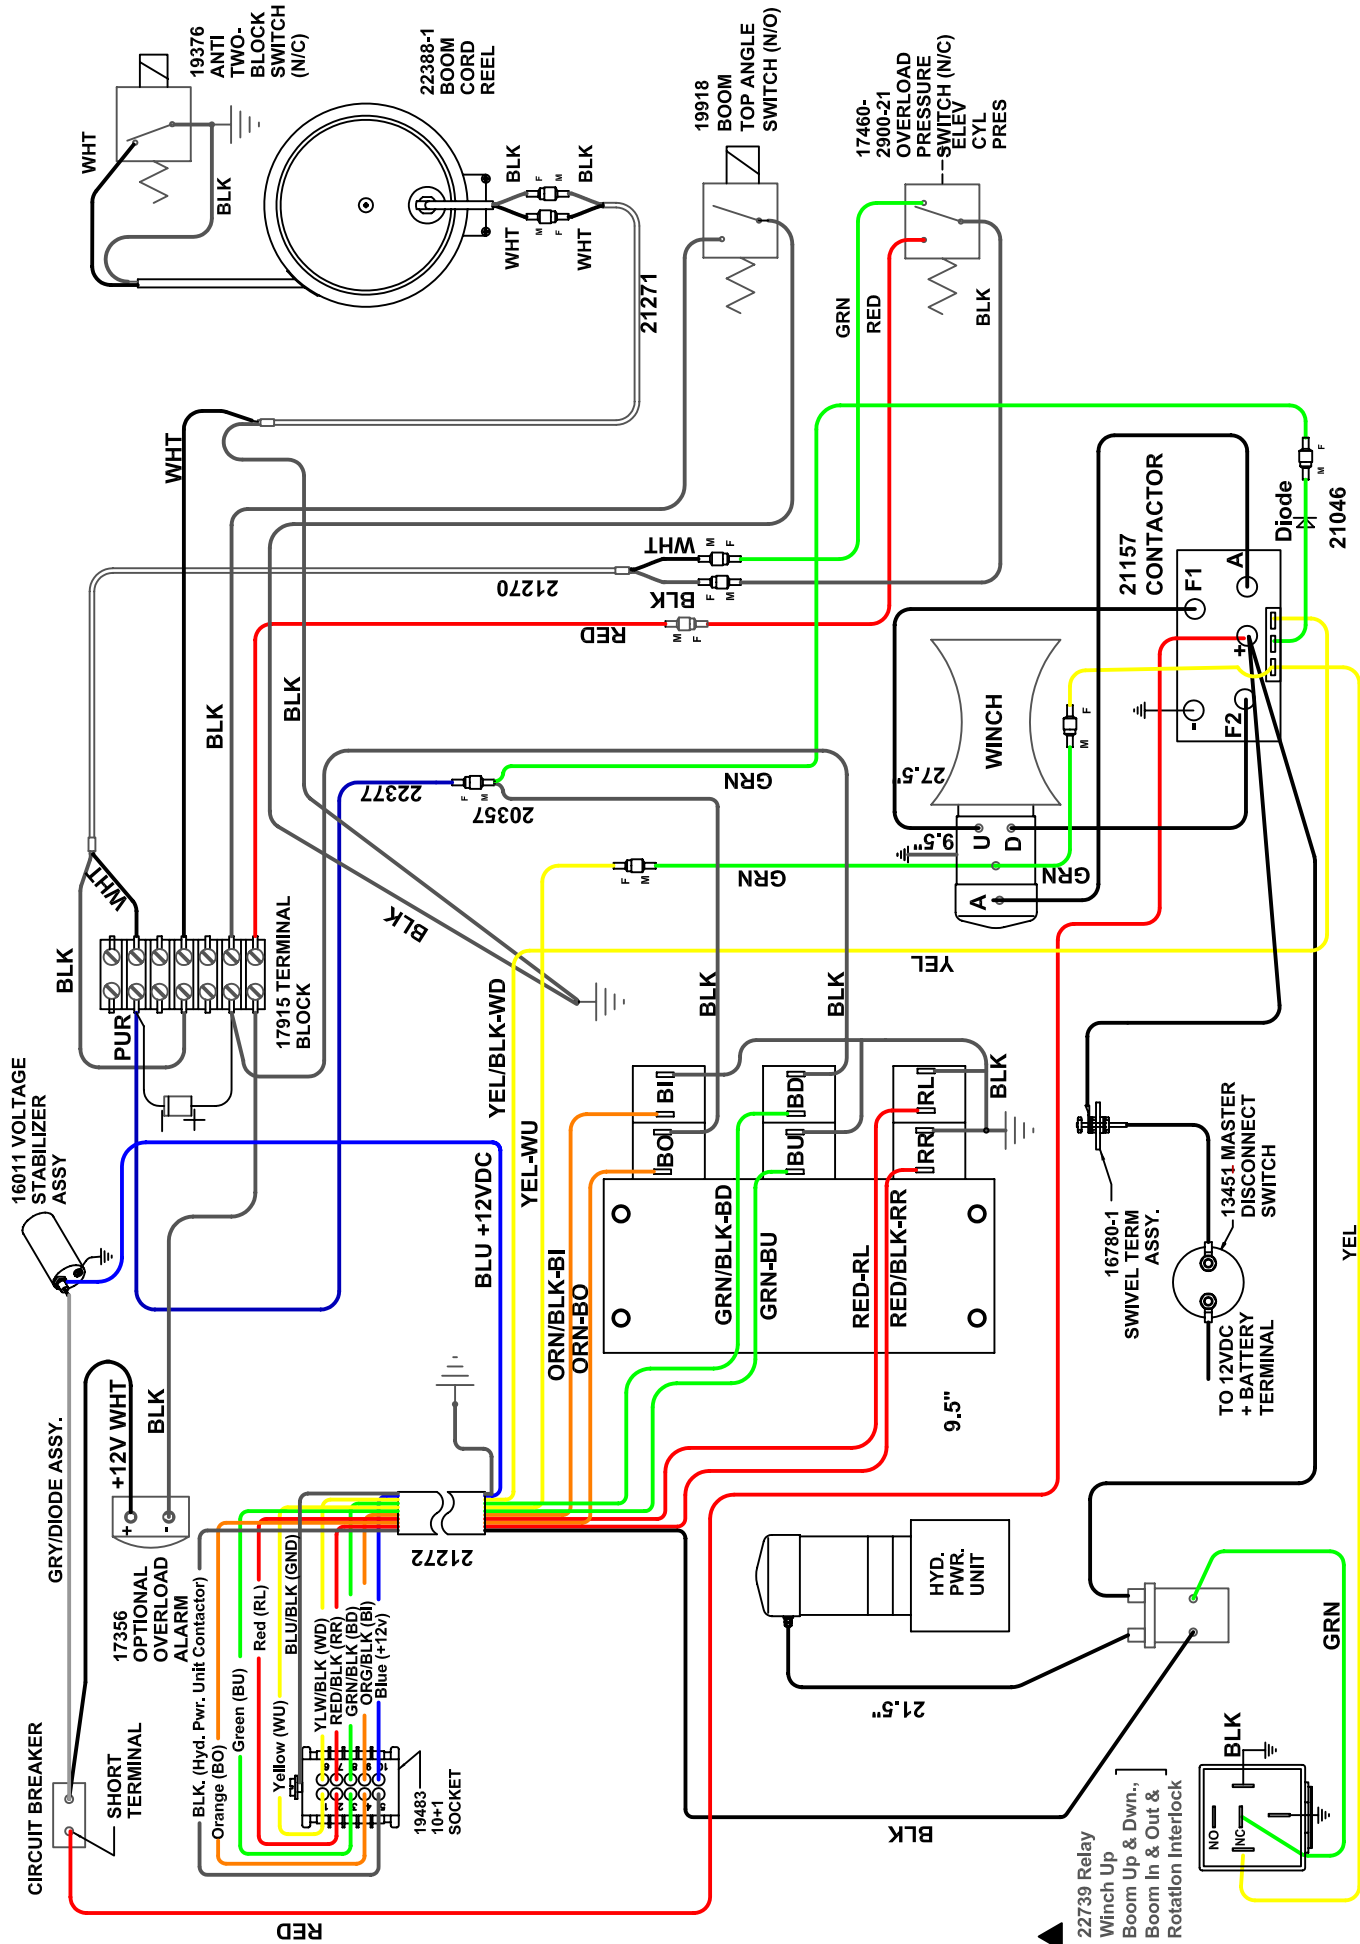 19376
ANTI
TWO-
BLOCK
SWITCH
(N/C)
22388-1
BOOM
CORD
REEL
WHT
BLK
BLK
BLK
WHT
WHT
F
M
M
F
21271
19918
BOOM
TOP ANGLE
SWITCH (N/O)
17460-
2900-21
OVERLOAD
PRESSURE
SWITCH (N/C)
ELEV
CYL
PRES
GRN
RED
BLK
WHT
21270
WHT
BLK
M
F
F
M
RED
M
F
BLK
BLK
21157
CONTACTOR
Diode
M
F
21046
F1
A
+
-
F2
WINCH
27.5"
9.5"
U
D
A
GRN
M
F
GRN
GRN
F
M
22377
20357
F
M
BLK
WHT
BLK
PUR
17915 TERMINAL
BLOCK
16011 VOLTAGE
STABILIZER
ASSY
YEL/BLK-WD
YEL-WU
BLU +12VDC
YEL
BLK
BLK
BLK
BI
BO
BD
BU
RL
RR
ORN/BLK-BI
ORN-BO
GRN/BLK-BD
GRN-BU
RED-RL
RED/BLK-RR
9.5"
16780-1
SWIVEL TERM
ASSY.
13451 MASTER
DISCONNECT
SWITCH
TO 12VDC
+ BATTERY
TERMINAL
YEL
GRY/DIODE ASSY.
+12V WHT
BLK
+
-
17356
OPTIONAL
OVERLOAD
ALARM
CIRCUIT BREAKER
SHORT
TERMINAL
RED
BLK. (Hyd. Pwr. Unit Contactor)
Orange (BO)
Green (BU)
Red (RL)
Yellow (WU)
BLU/BLK (GND)
YLW/BLK (WD)
RED/BLK (RR)
GRN/BLK (BD)
ORG/BLK (BI)
Blue (+12v)
21272
19483
10+1
SOCKET
HYD.
PWR.
UNIT
21.5"
BLK
GRN
BLK
NO
NC
22739 Relay
Winch Up
Boom Up & Dwn.,
Boom In & Out &
Rotation Interlock